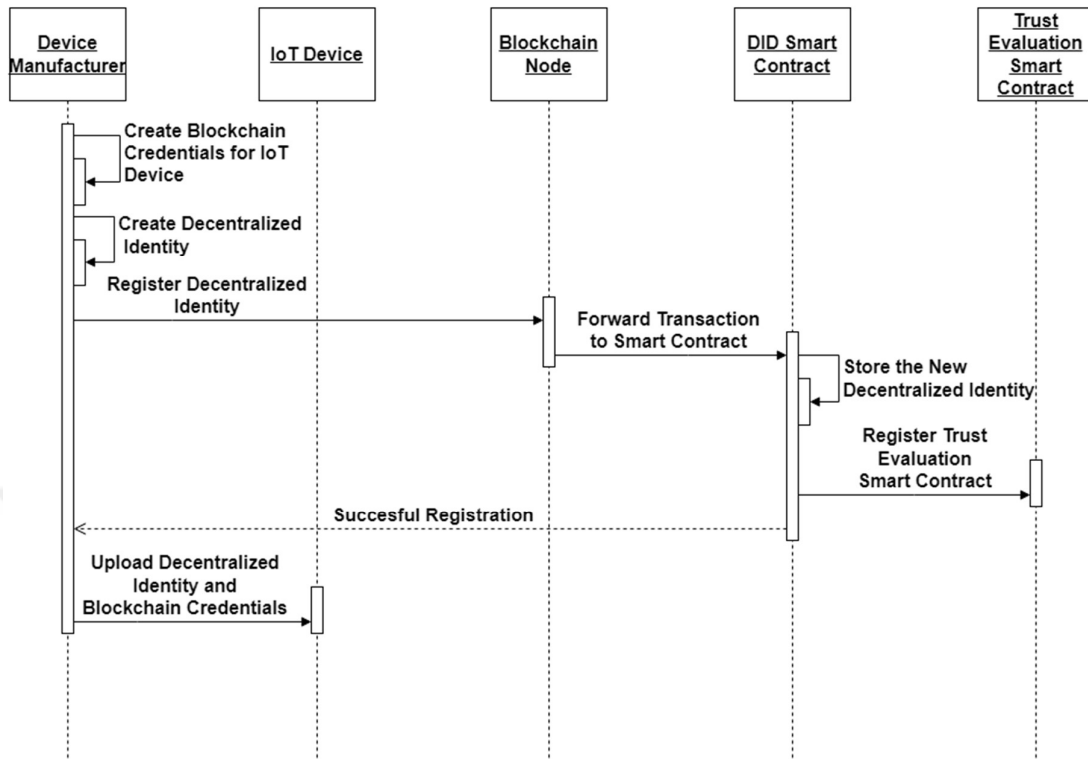 Device
Manufacturer
IoT Device
Blockchain
Node
DID Smart
Contract
Trust
Evaluation
Smart
Contract
Create Blockchain
Credentials for IoT
Device
Create Decentralized
Identity
Register Decentralized
Identity
Forward Transaction
to Smart Contract
Store the New
Decentralized Identity
Register Trust
Evaluation
Smart Contract
Succesful Registration
Upload Decentralized
Identity and
Blockchain Credentials